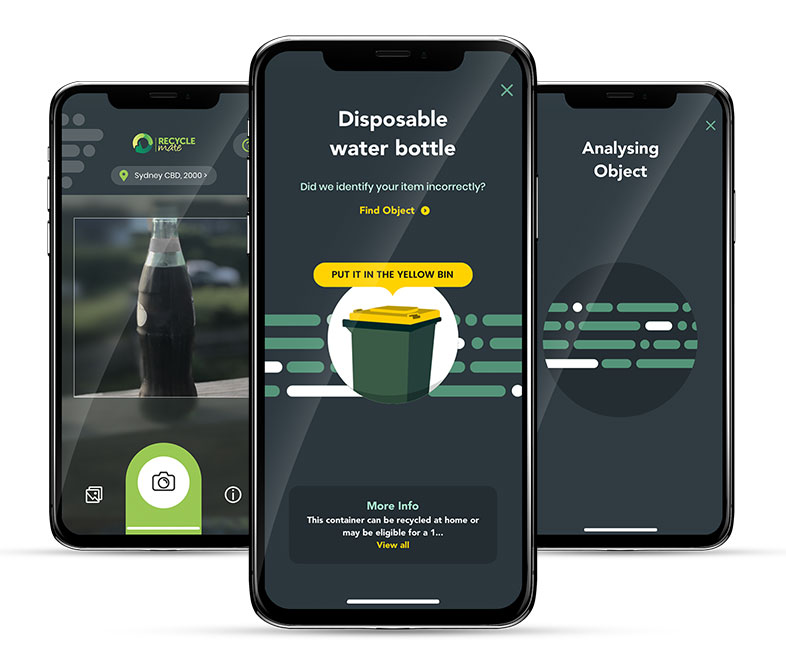 RECYCLE
mate
Sydney CBD, 2000 >
Disposable
water bottle
Did we identify your item incorrectly?
Find Object
PUT IT IN THE YELLOW BIN
More Info
This container can be recycled at home or
may be eligible for a 1...
View all
Analysing
Object